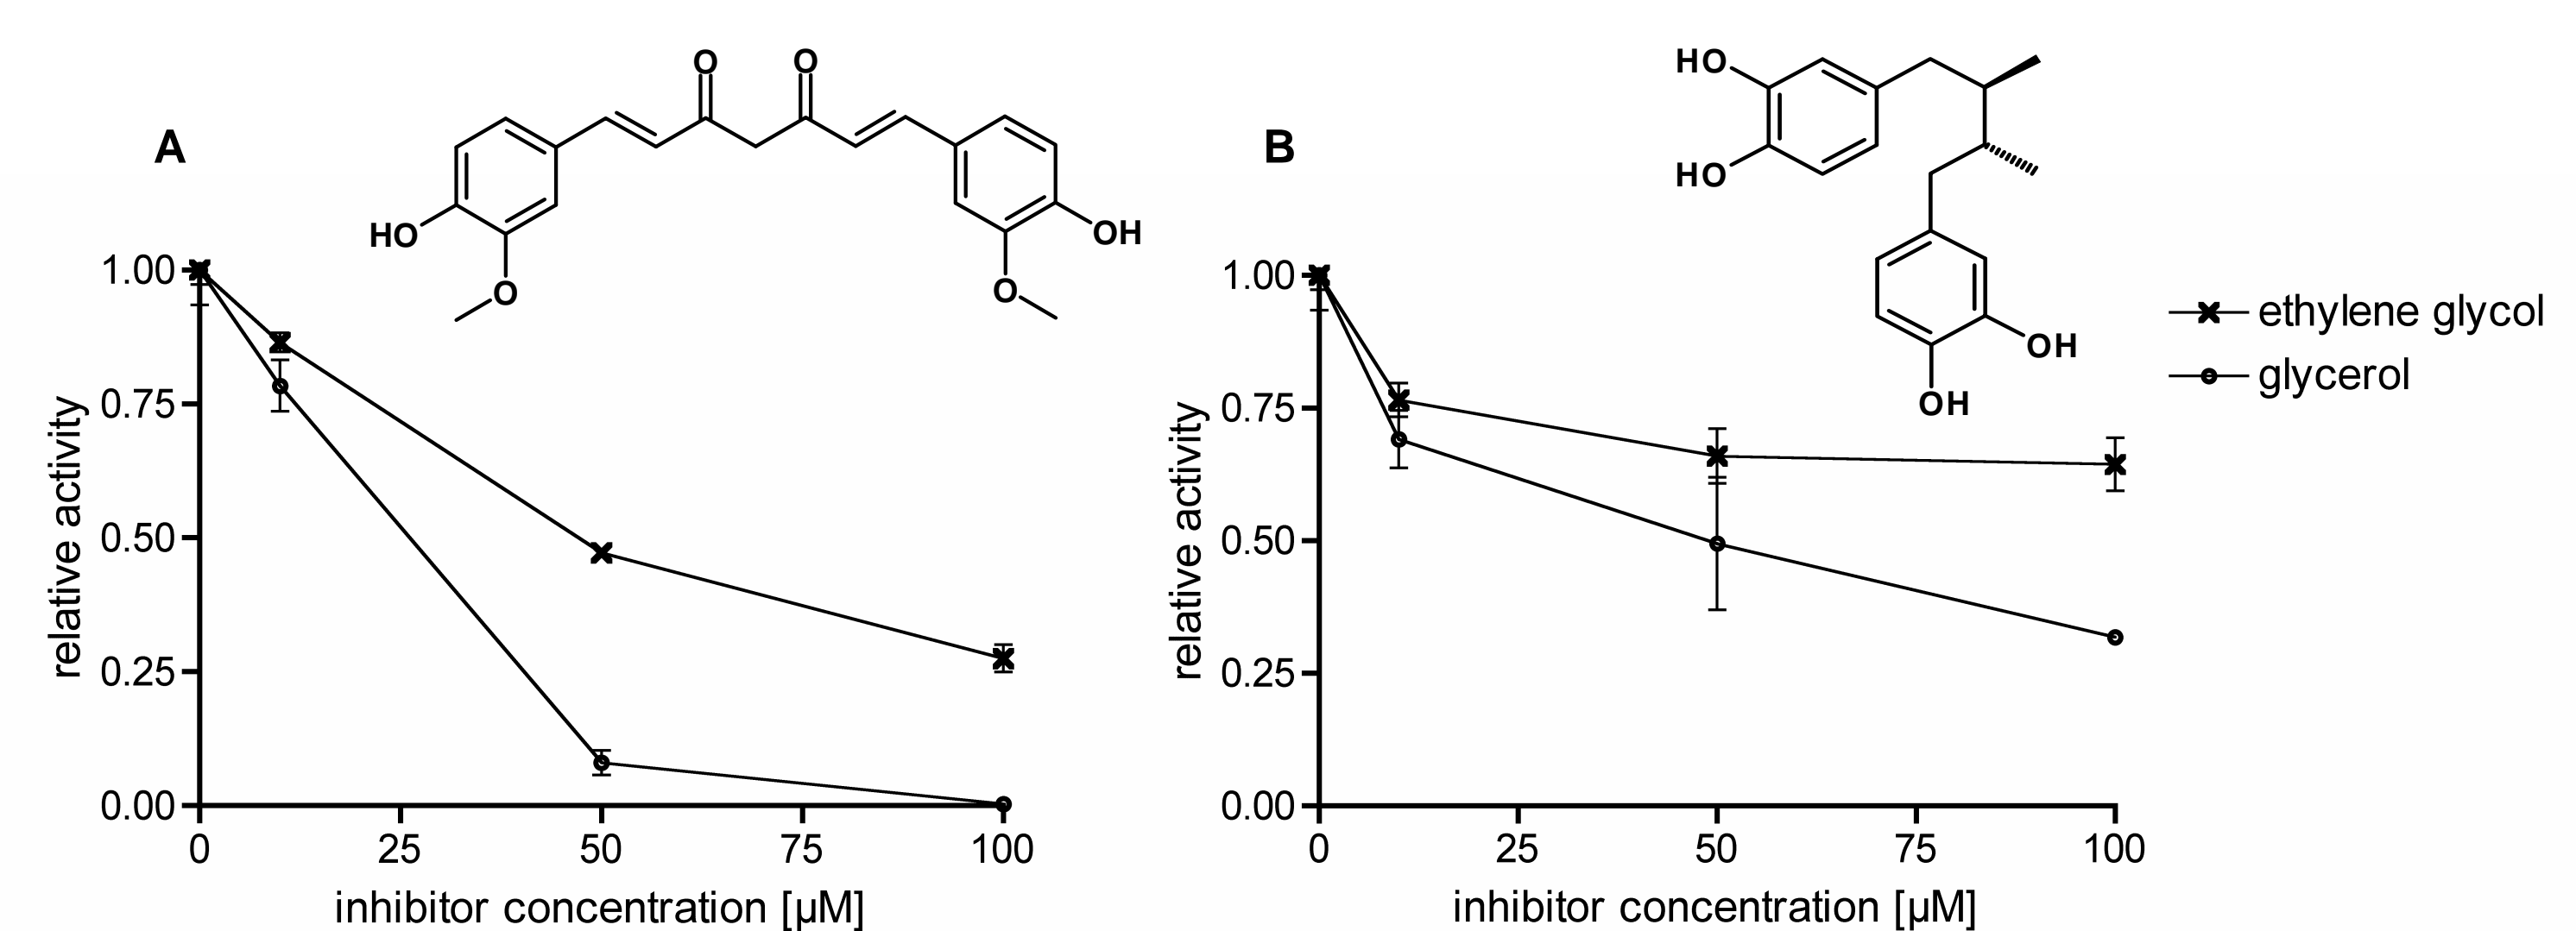 A
O
O
HO
O
O
OH
1.00
0.75
0.50
0.25
0.00
0
25
50
75
100
relative activity
inhibitor concentration [µM]
B
HO
HO
OH
OH
1.00
0.75
0.50
0.25
0.00
0
25
50
75
100
relative activity
inhibitor concentration [µM]
ethylene glycol
glycerol